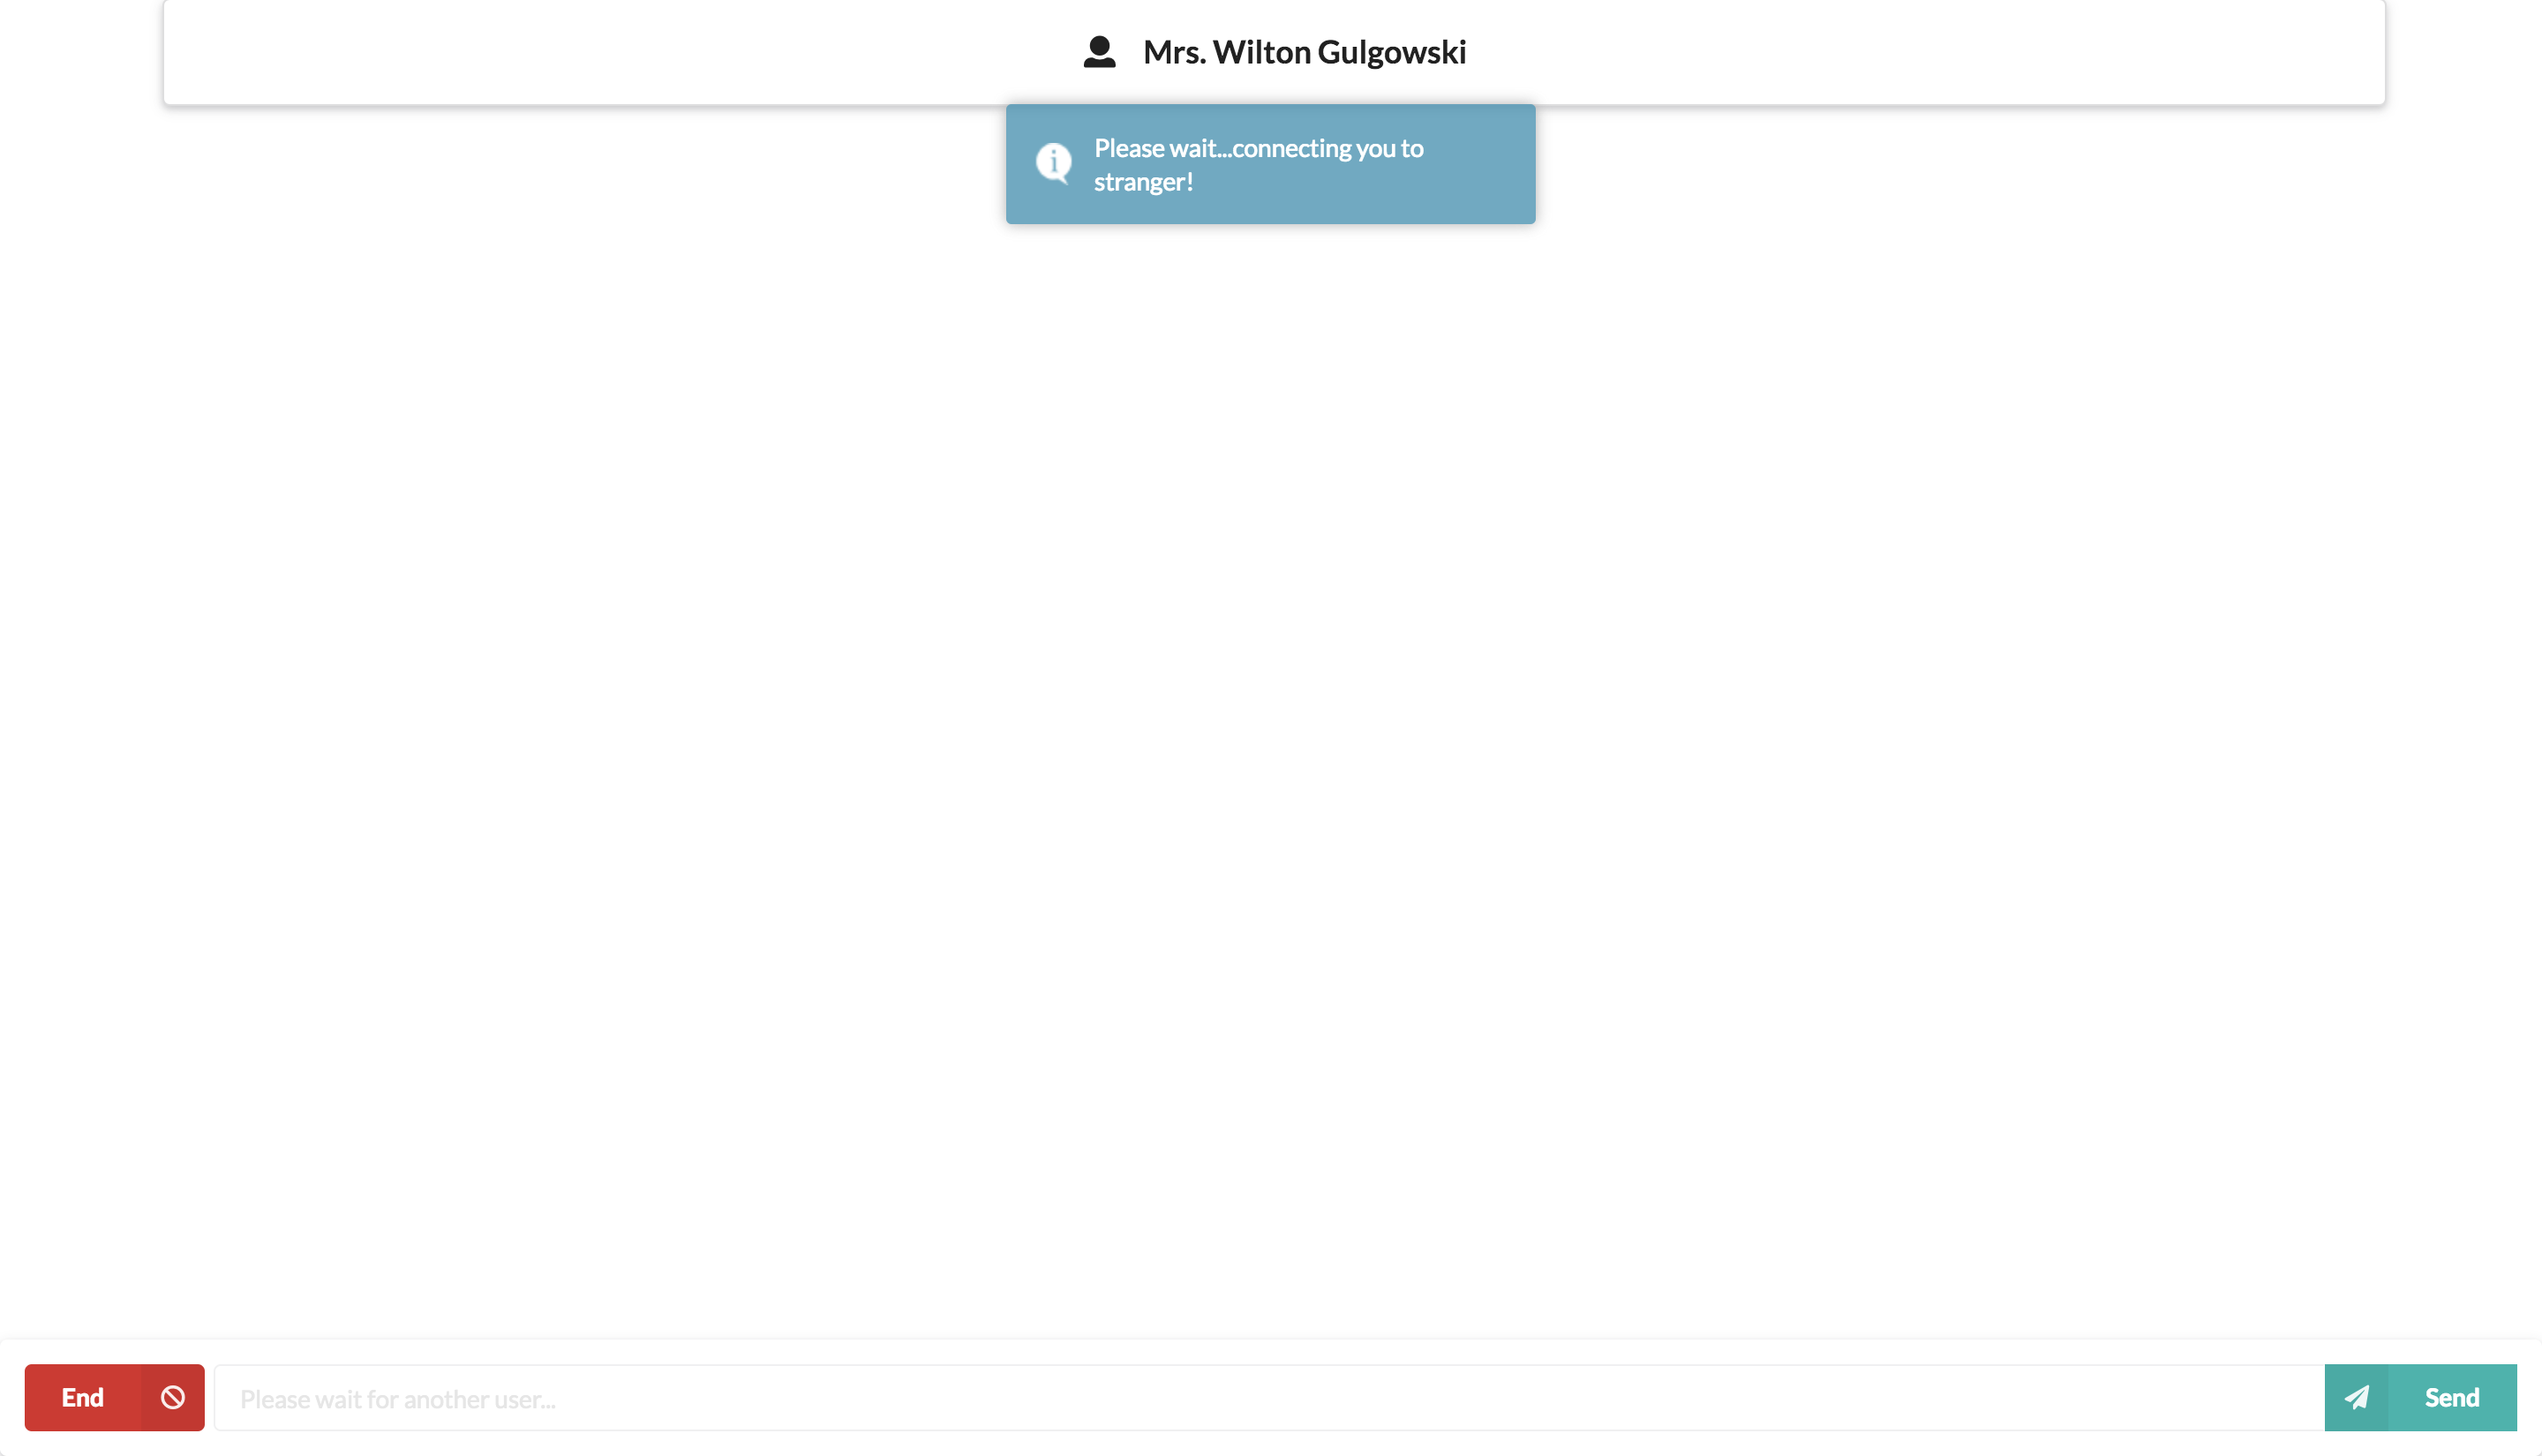 Mrs. Wilton Gulgowski
Please wait...connecting you to
stranger!
End
Please wait for another user...
Send